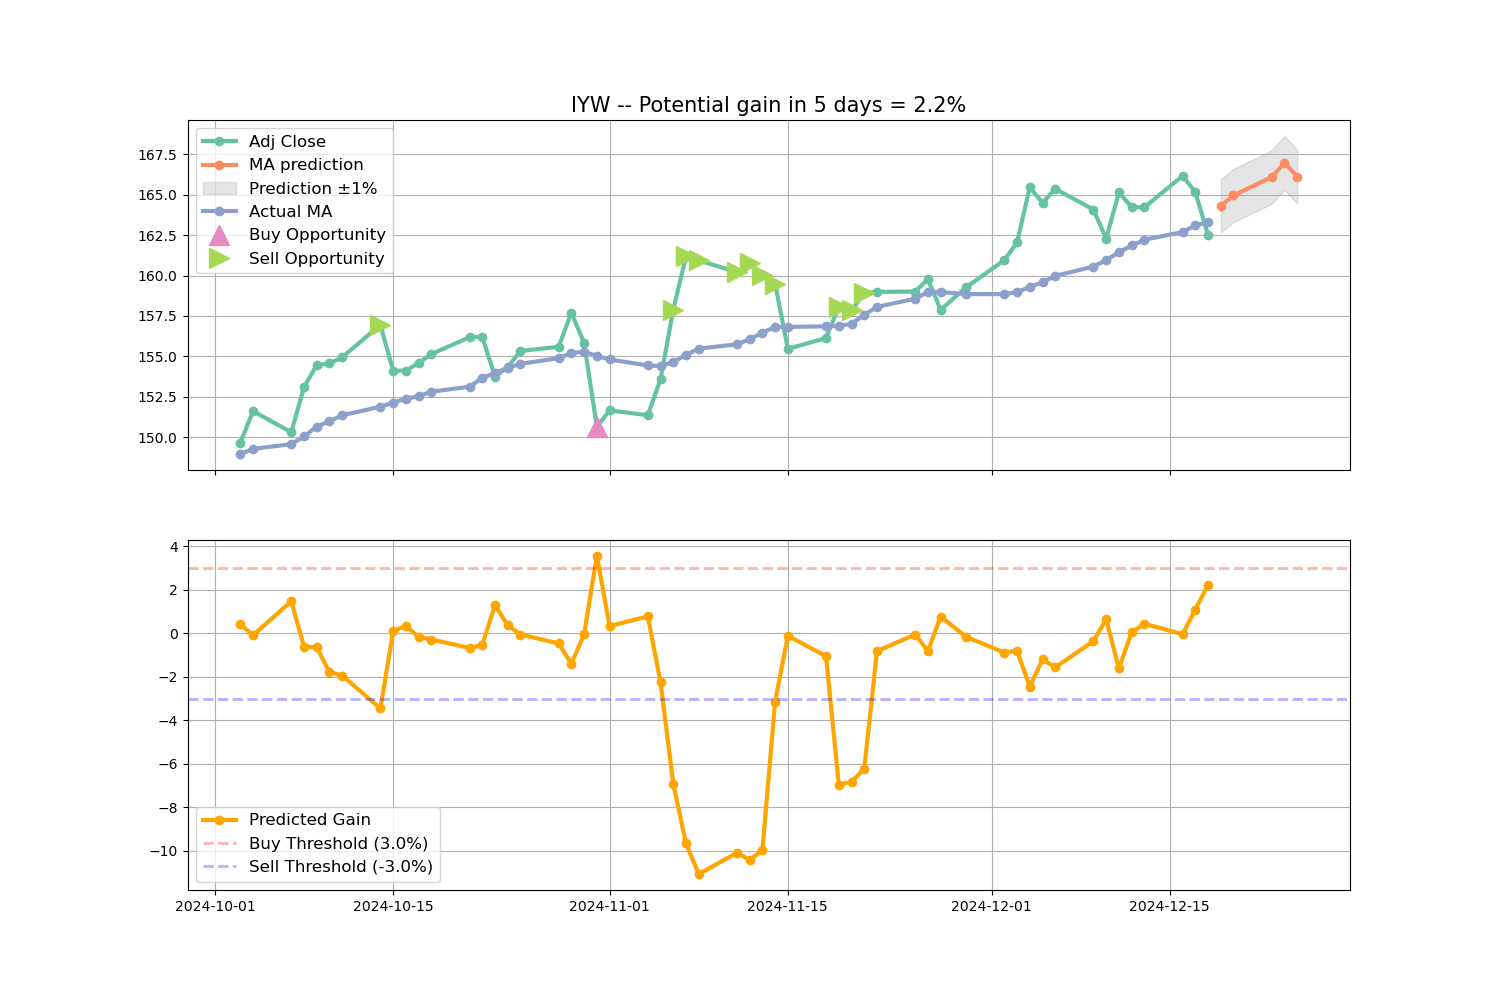 IYW -- Potential gain in 5 days = 2.2%
Adj Close
MA prediction
Prediction ±1%
Actual MA
Buy Opportunity
Sell Opportunity
167.5
165.0
162.5
160.0
157.5
155.0
152.5
150.0
4
2
0
−2
−4
−6
−8
−10
Predicted Gain
Buy Threshold (3.0%)
Sell Threshold (-3.0%)
2024-10-01 2024-10-15 2024-11-01 2024-11-15 2024-12-01 2024-12-15